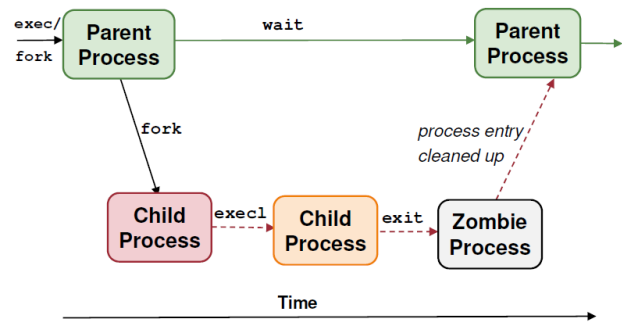 exec/
fork
Parent
Process
wait
Parent
Process
fork
process entry
cleaned up
Child
Process
execl
Child
Process
exit
Zombie
Process
Time